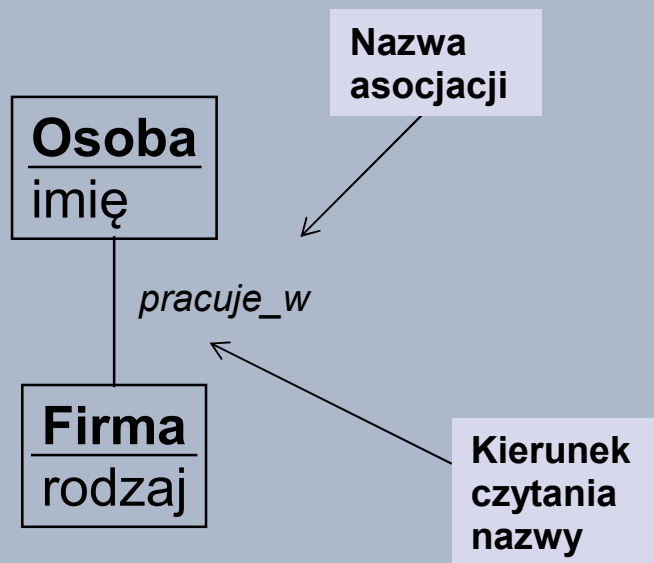 Nazwa
asocjacji
Osoba
imię
pracuje_w
Firma
rodzaj
Kierunek
czytania
nazwy